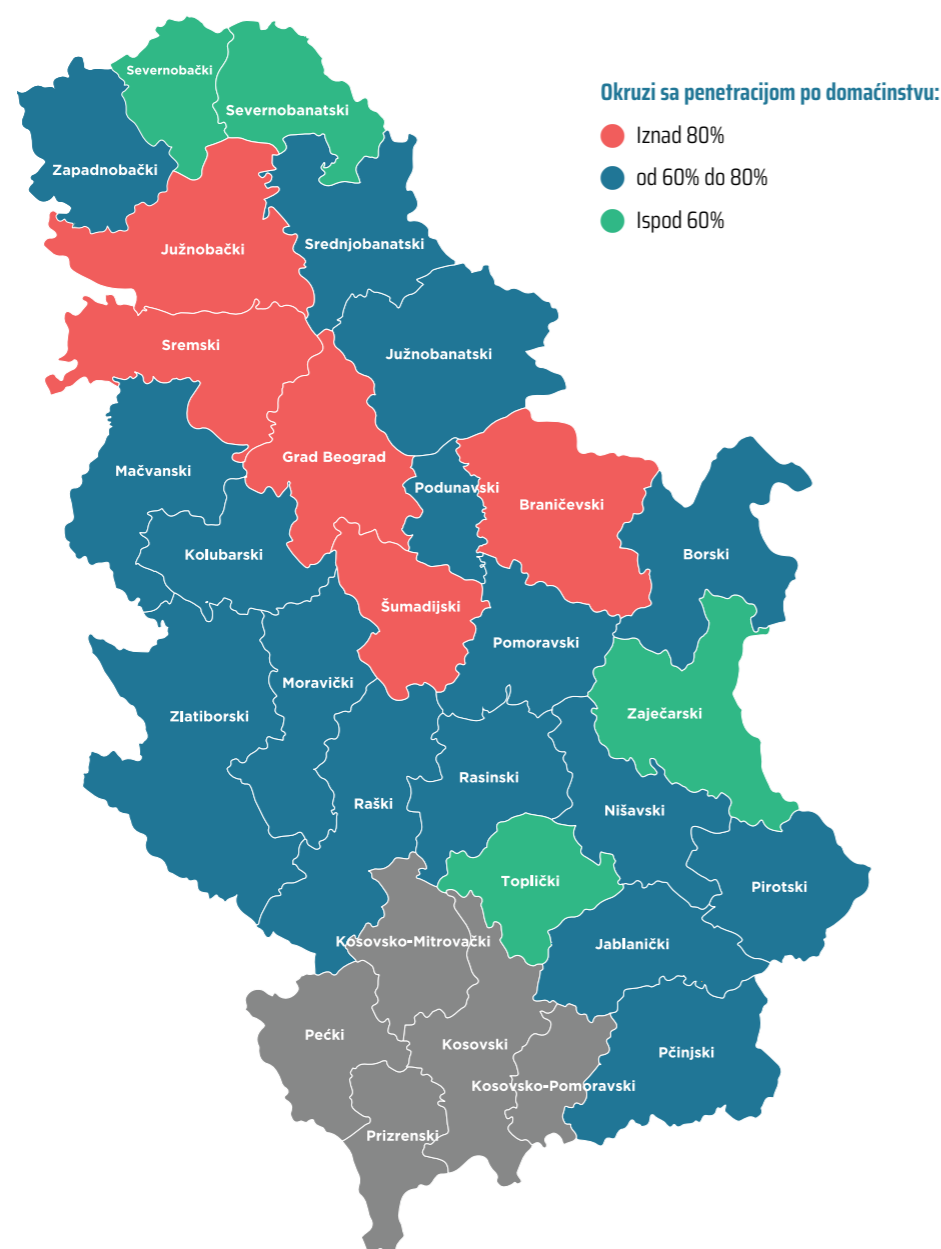 Severnobački
Severnobanatski
Okruzi sa penetracijom po domaćinstvu:
Iznad 80%
od 60% do 80%
Ispod 60%
Zapadnobački
Južnobački
Srednjobanatski
Sremski
Južnobanatski
Grad Beograd
Mačvanski
Podunavski
Braničevski
Kolubarski
Borski
Šumadijski
Pomoravski
Moravički
Zlatiborski
Zaječarski
Rasinski
Raški
Nišavski
Toplički
Pirotski
Kosovsko-Mitrovački
Jablanički
Pećki
Kosovski
Pčinjski
Kosovsko-Pomoravski
Prizrenski